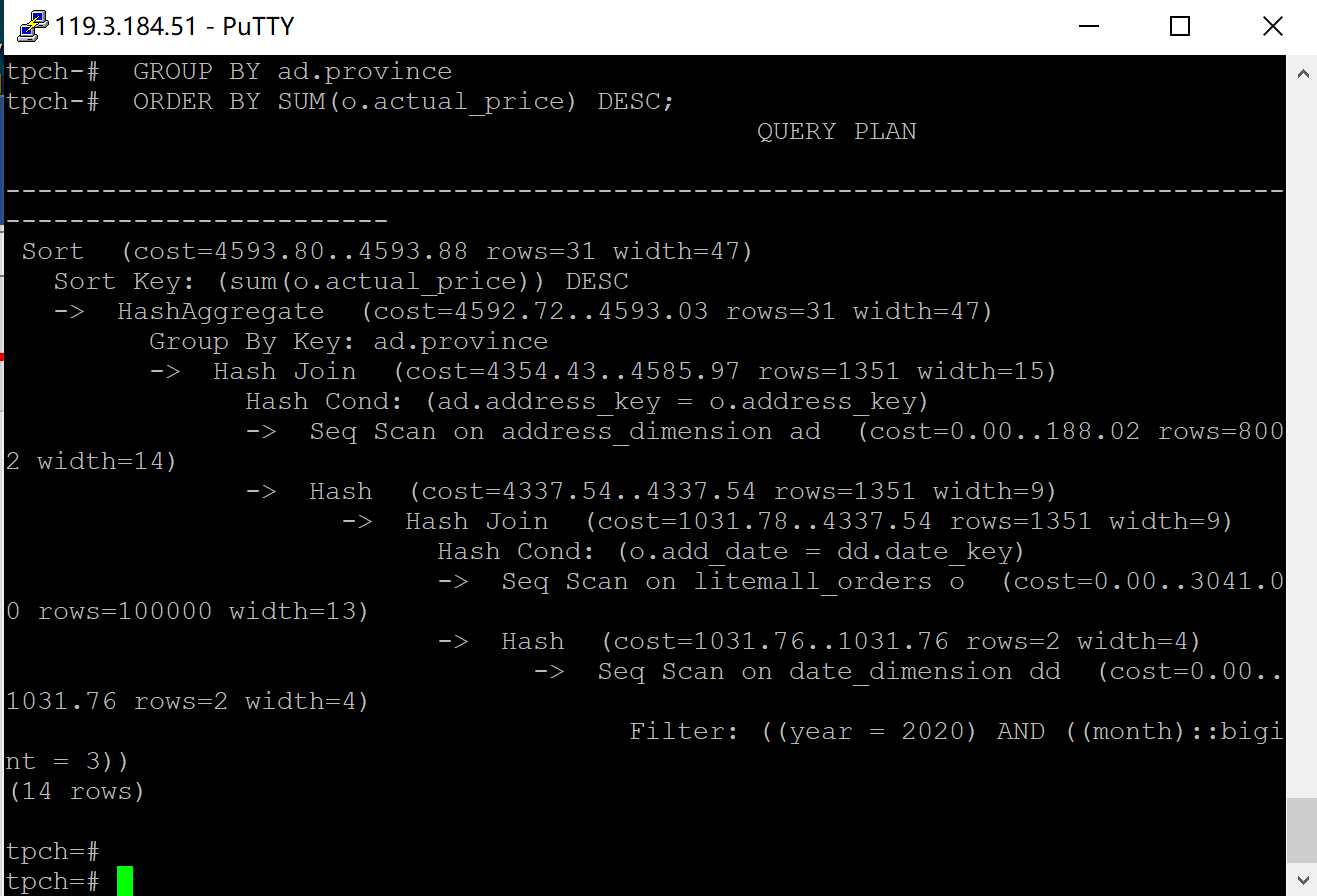 119.3.184.51 - PuTTY
tpch-#  GROUP BY ad.province
tpch-#  ORDER BY SUM(o.actual_price) DESC;
                                               QUERY PLAN
--------------------------------------------------------------------------------
------------------------
 Sort  (cost=4593.80..4593.88 rows=31 width=47)
   Sort Key: (sum(o.actual_price)) DESC
   ->  HashAggregate  (cost=4592.72..4593.03 rows=31 width=47)
         Group By Key: ad.province
         ->  Hash Join  (cost=4354.43..4585.97 rows=1351 width=15)
               Hash Cond: (ad.address_key = o.address_key)
               ->  Seq Scan on address_dimension ad  (cost=0.00..188.02 rows=800
2 width=14)
               ->  Hash  (cost=4337.54..4337.54 rows=1351 width=9)
                     ->  Hash Join  (cost=1031.78..4337.54 rows=1351 width=9)
                           Hash Cond: (o.add_date = dd.date_key)
                           ->  Seq Scan on litemall_orders o  (cost=0.00..3041.0
0 rows=100000 width=13)
                           ->  Hash  (cost=1031.76..1031.76 rows=2 width=4)
                                 ->  Seq Scan on date_dimension dd  (cost=0.00..
1031.76 rows=2 width=4)
                                       Filter: ((year = 2020) AND ((month)::bigi
nt = 3))
(14 rows)
tpch=#
tpch=#